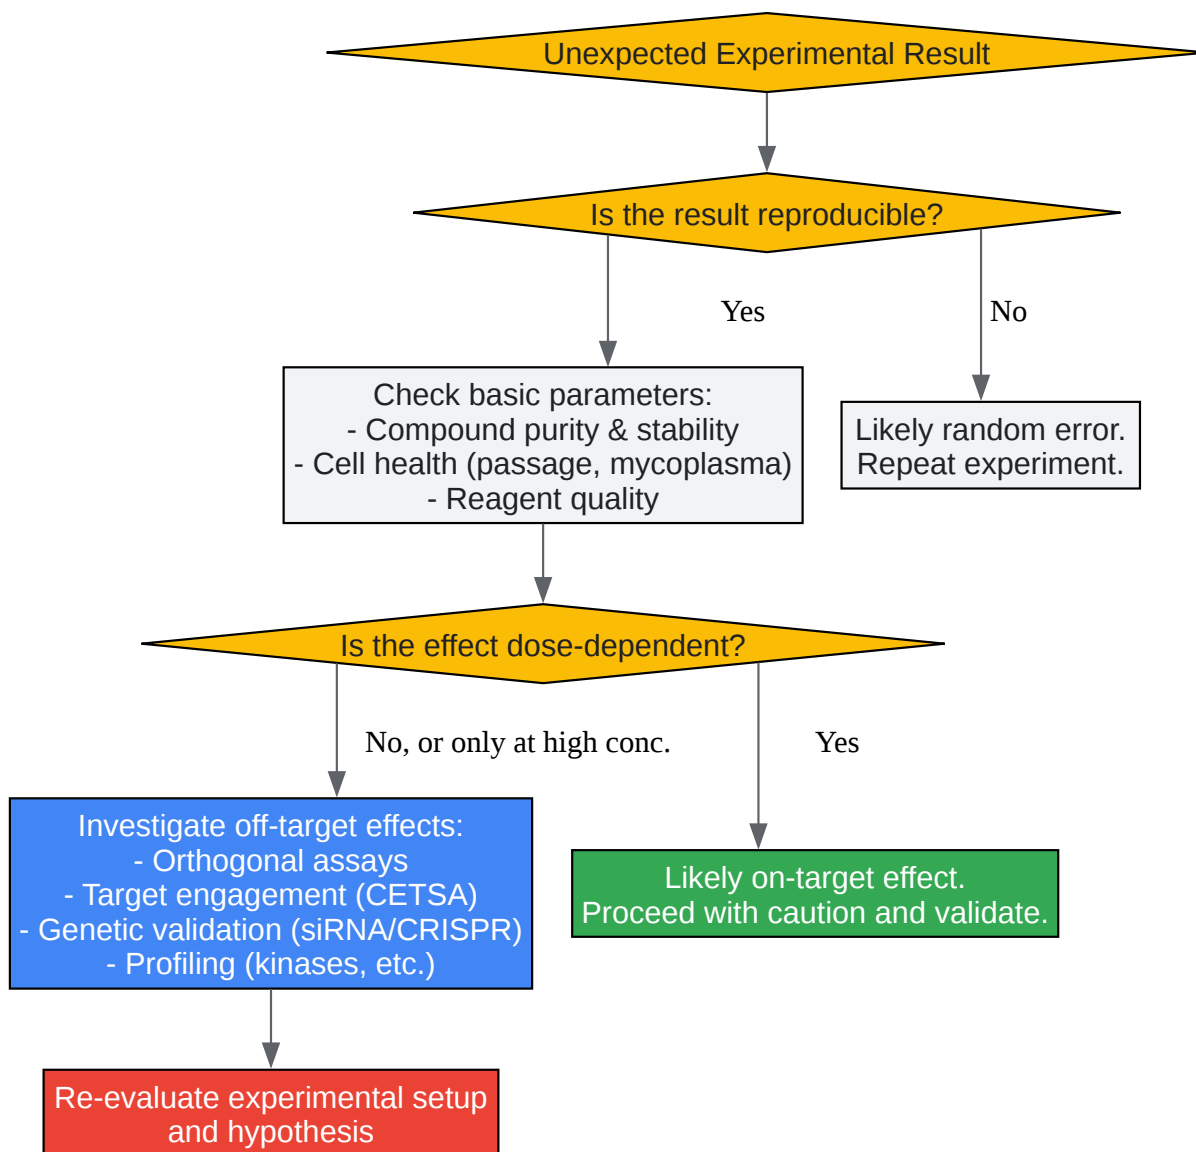 Unexpected Experimental Result
Is the result reproducible?
Yes
No
Check basic parameters:
- Compound purity & stability
- Cell health (passage, mycoplasma)
- Reagent quality
Likely random error.
Repeat experiment.
Is the effect dose-dependent?
No, or only at high conc.
Yes
Investigate off-target effects:
- Orthogonal assays
- Target engagement (CETSA)
- Genetic validation (siRNA/CRISPR)
- Profiling (kinases, etc.)
Likely on-target effect.
Proceed with caution and validate.
Re-evaluate experimental setup
and hypothesis